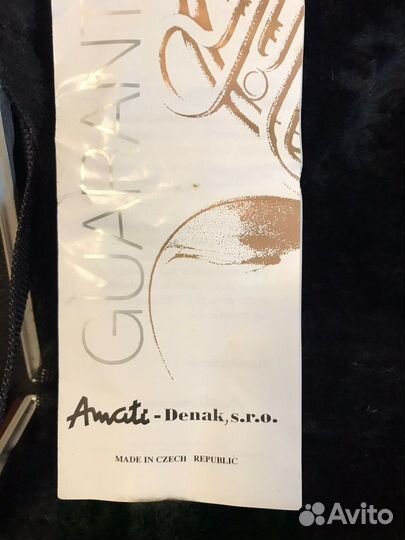 GUARANT
Amati - Denak, s.r.o.
MADE IN CZECH REPUBLIC
Avito